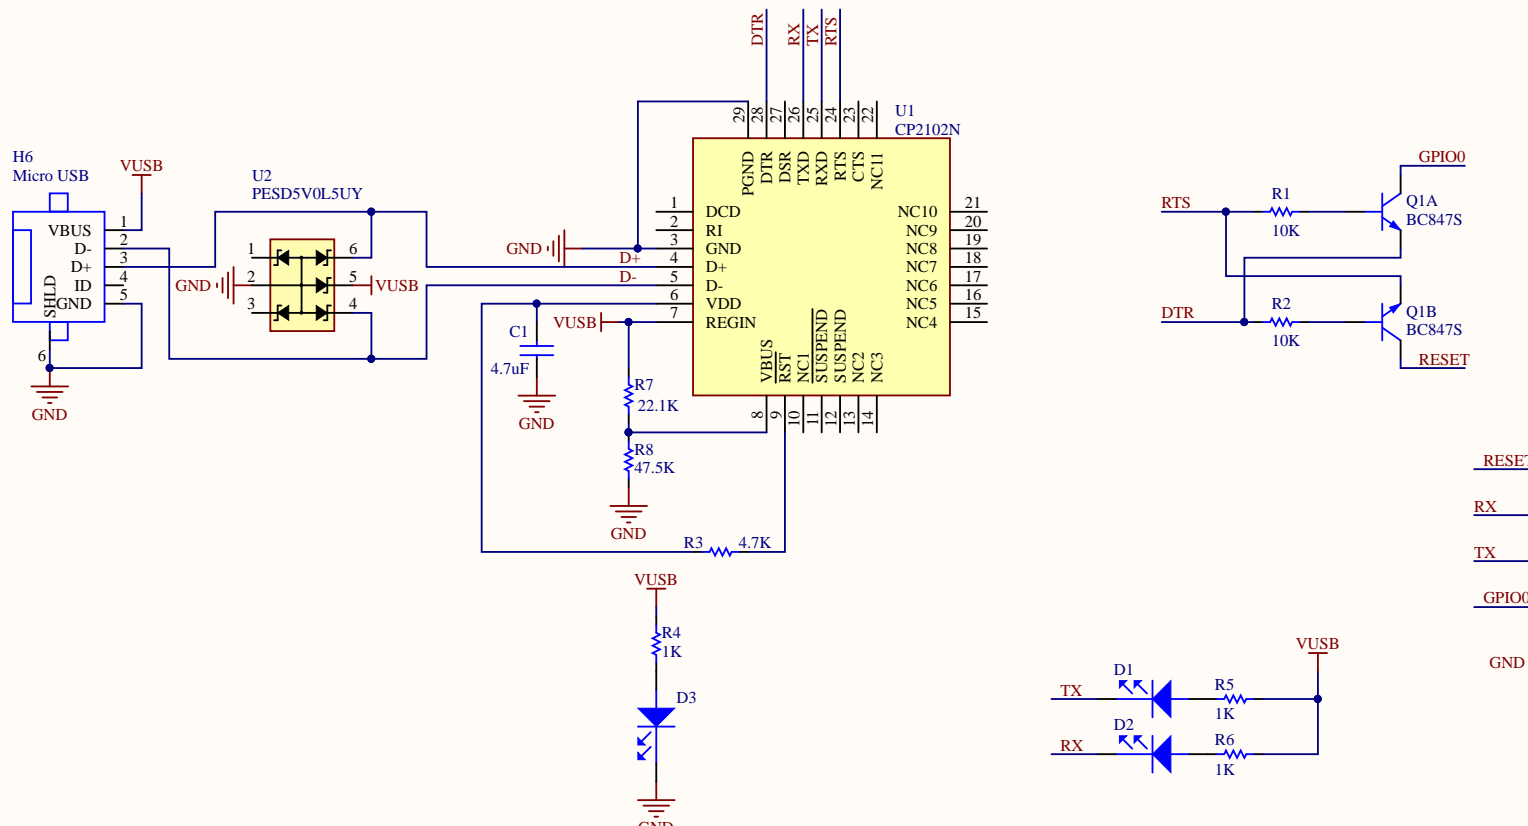 DTR
RX
TX
RTS
29
28
27
26
25
24
23
22
U1
CP2102N
PGND
DTR
DSR
TXD
RXD
RTS
CTS
NC11
H6
Micro USB
VUSB
VBUS 1
D- 2
D+ 3
ID 4
GND 5
SHLD
6
GND
U2
PESD5V0L5UY
1
2
3
6
5
4
GND
VUSB
GND
D+
D-
VUSB
1 DCD
2 RI
3 GND
4 D+
5 D-
6 VDD
7 REGIN
NC10 21
NC9 20
NC8 19
NC7 18
NC6 17
NC5 16
NC4 15
VBUS
RST
NC1
SUSPEND
SUSPEND
NC2
NC3
8
9
10
11
12
13
14
C1
4.7uF
GND
R7
22.1K
R8
47.5K
GND
R3 4.7K
VUSB
R4
1K
D3
GND
GPIO0
RTS
R1
10K
Q1A
BC847S
DTR
R2
10K
Q1B
BC847S
RESET
RESET
RX
TX
GPIO0
GND
VUSB
TX
D1
R5
1K
RX
D2
R6
1K